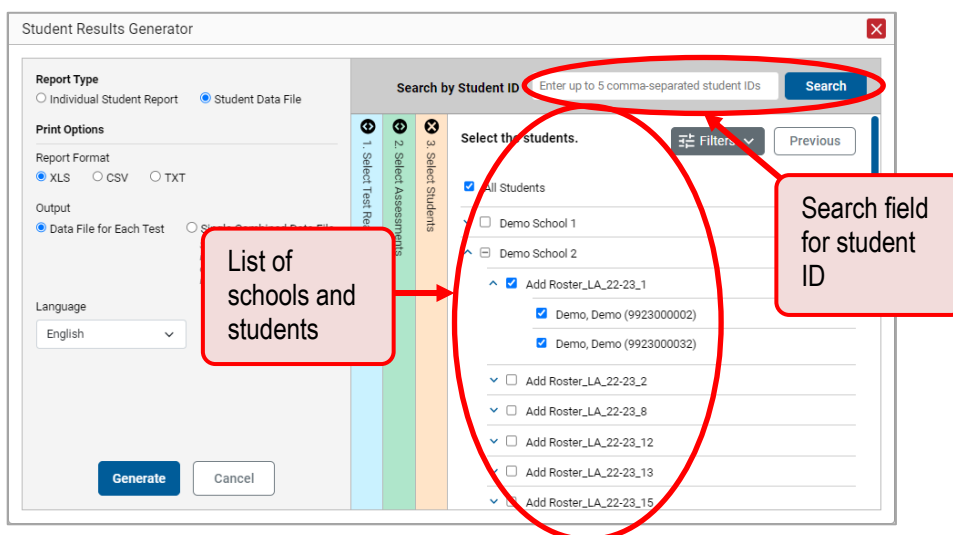 Student Results Generator
Report Type
Individual Student Report
Student Data File
Print Options
Report Format
XLS
CSV
TXT
Output
Data File for Each Test
Single Combined Data File
Language
English
Generate
Cancel
Search by Student ID
Enter up to 5 comma-separated student IDs
Search
1. Select Test Rea
2. Select Assessments
3. Select Students
Select the students.
Filters
Previous
All Students
Demo School 1
Demo School 2
Add Roster_LA_22-23_1
Demo, Demo (9923000002)
Demo, Demo (9923000032)
Add Roster_LA_22-23_2
Add Roster_LA_22-23_8
Add Roster_LA_22-23_12
Add Roster_LA_22-23_13
Add Roster_LA_22-23_15
List of
schools and
students
Search field
for student
ID